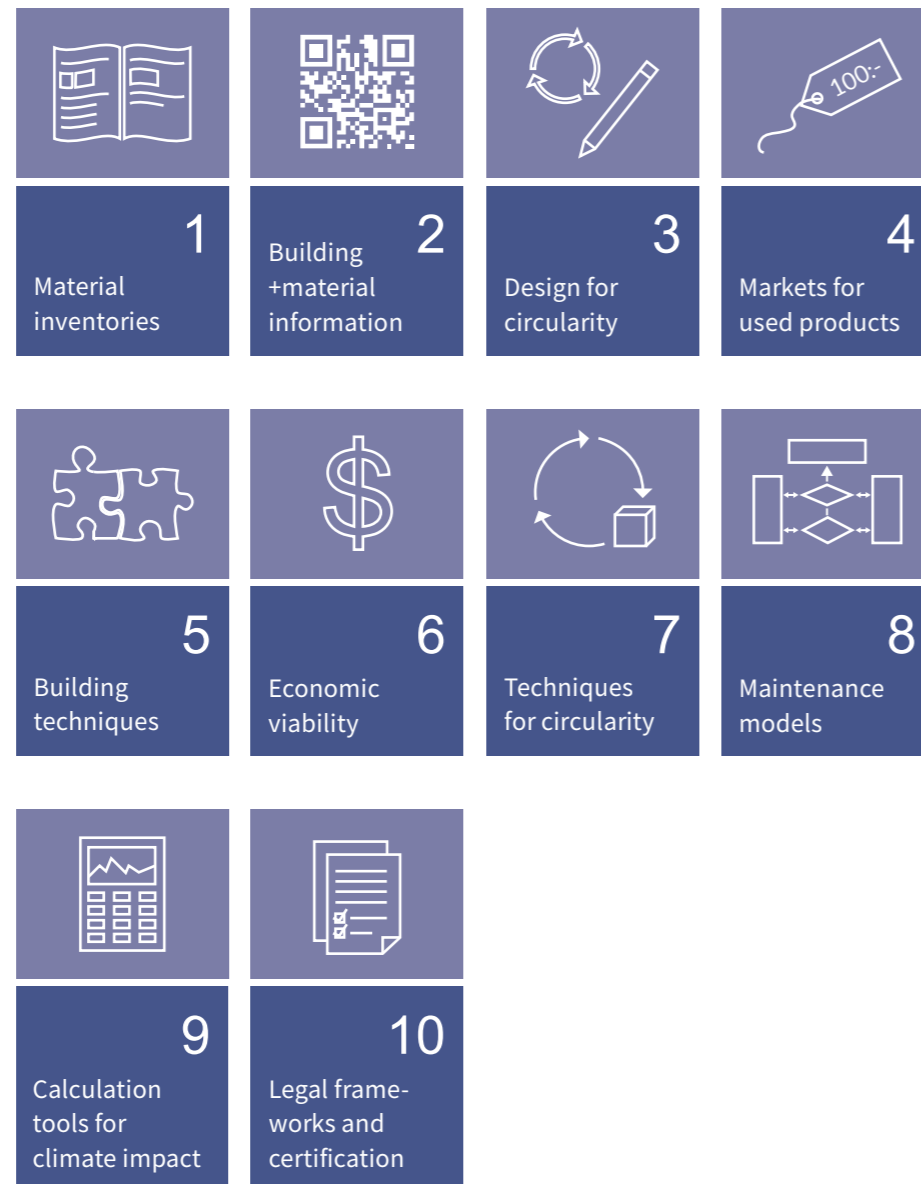 100:-
1
Material
inventories
2
Building
+material
information
3
Design for
circularity
4
Markets for
used products
5
Building
techniques
6
Economic
viability
7
Techniques
for circularity
8
Maintenance
models
9
Calculation
tools for
climate impact
10
Legal frame-
works and
certification